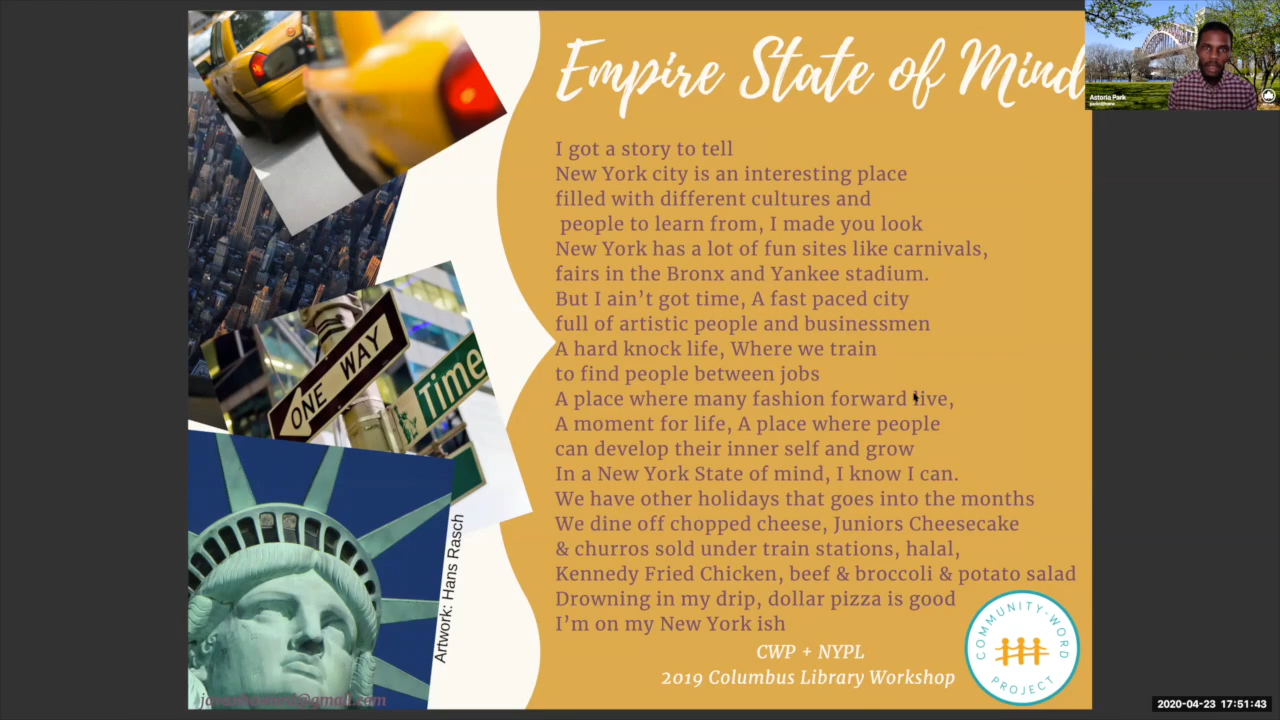 Empire State of Mind
I got a story to tell
New York city is an interesting place
filled with different cultures and
people to learn from, I made you look
New York has a lot of fun sites like carnivals,
fairs in the Bronx and Yankee stadium.
But I ain't got time, A fast paced city
full of artistic people and businessmen
A hard knock life, Where we train
to find people between jobs
A place where many fashion forward live,
A moment for life, A place where people
can develop their inner self and grow
In a New York State of mind, I know I can.
We have other holidays that goes into the months
We dine off chopped cheese, Juniors Cheesecake
& churros sold under train stations, halal,
Kennedy Fried Chicken, beef & broccoli & potato salad
Drowning in my drip, dollar pizza is good
I'm on my New York ish
CWP + NYPL
2019 Columbus Library Workshop
COMMUNITY-WORD
PROJECT
ONE WAY
Time
Artwork: Hans Rasch
Astoria Park
2020-04-23 17:51:43